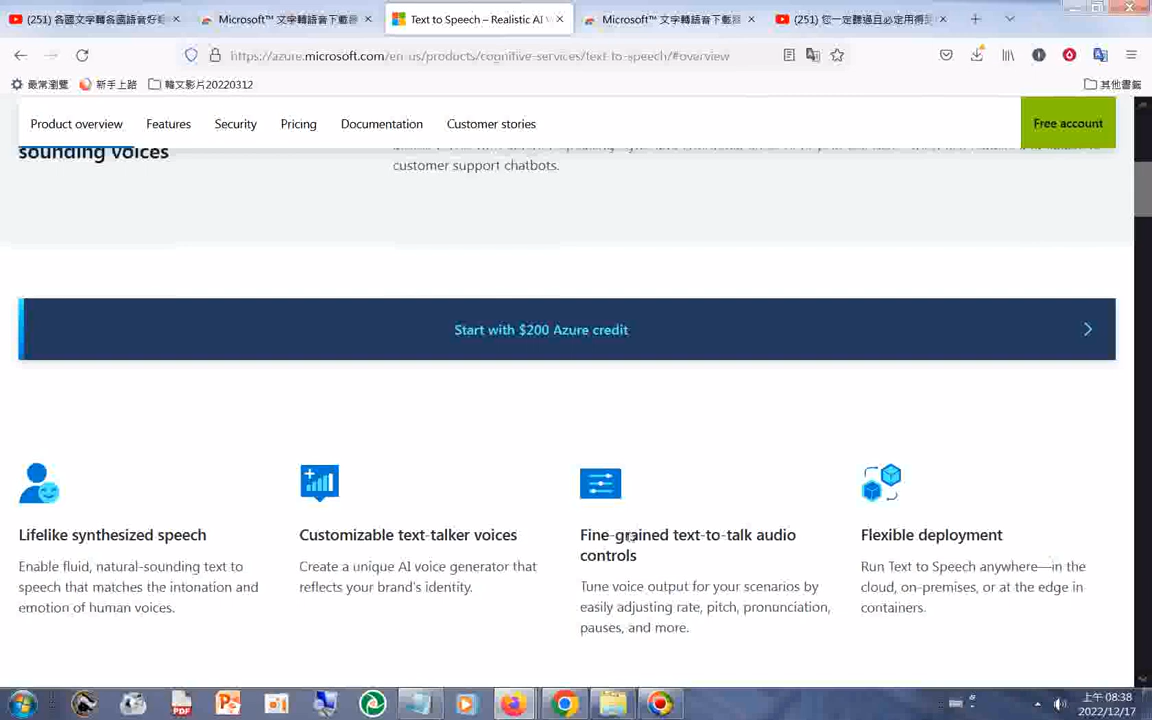 (251) 各國文字轉各國語音好
Microsoft™ 文字轉語音下載
Text to Speech – Realistic AI V
Microsoft™ 文字轉語音下載
(251) 您一定聽過且必定用得
https://azure.microsoft.com/en-us/products/cognitive-services/text-to-speech/#overview
最常瀏覽
新手上路
韓文影片20220312
其他書籤
Product overview
Features
Security
Pricing
Documentation
Customer stories
Free account
sounding voices
customer support chatbots.
Start with $200 Azure credit
Lifelike synthesized speech
Enable fluid, natural-sounding text to
speech that matches the intonation and
emotion of human voices.
Customizable text-talker voices
Create a unique AI voice generator that
reflects your brand's identity.
Fine-grained text-to-talk audio
controls
Tune voice output for your scenarios by
easily adjusting rate, pitch, pronunciation,
pauses, and more.
Flexible deployment
Run Text to Speech anywhere—in the
cloud, on-premises, or at the edge in
containers.
PDF
上午 08:38
2022/12/17